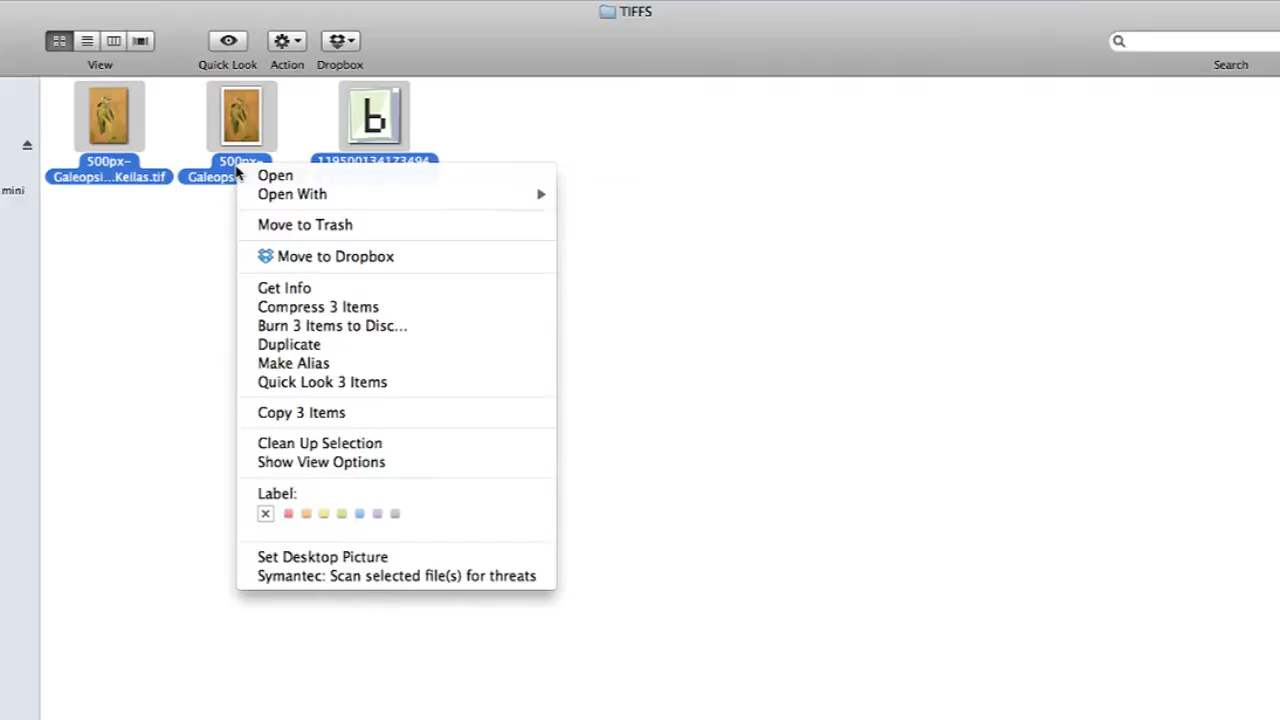 TIFFS
View
Quick Look
Action
Dropbox
Search
500px-
Galeopsi...Keilas.tif
500px-
Galeops
119500134173494
mini
Open
Open With
Move to Trash
Move to Dropbox
Get Info
Compress 3 Items
Burn 3 Items to Disc...
Duplicate
Make Alias
Quick Look 3 Items
Copy 3 Items
Clean Up Selection
Show View Options
Label:
Set Desktop Picture
Symantec: Scan selected file(s) for threats